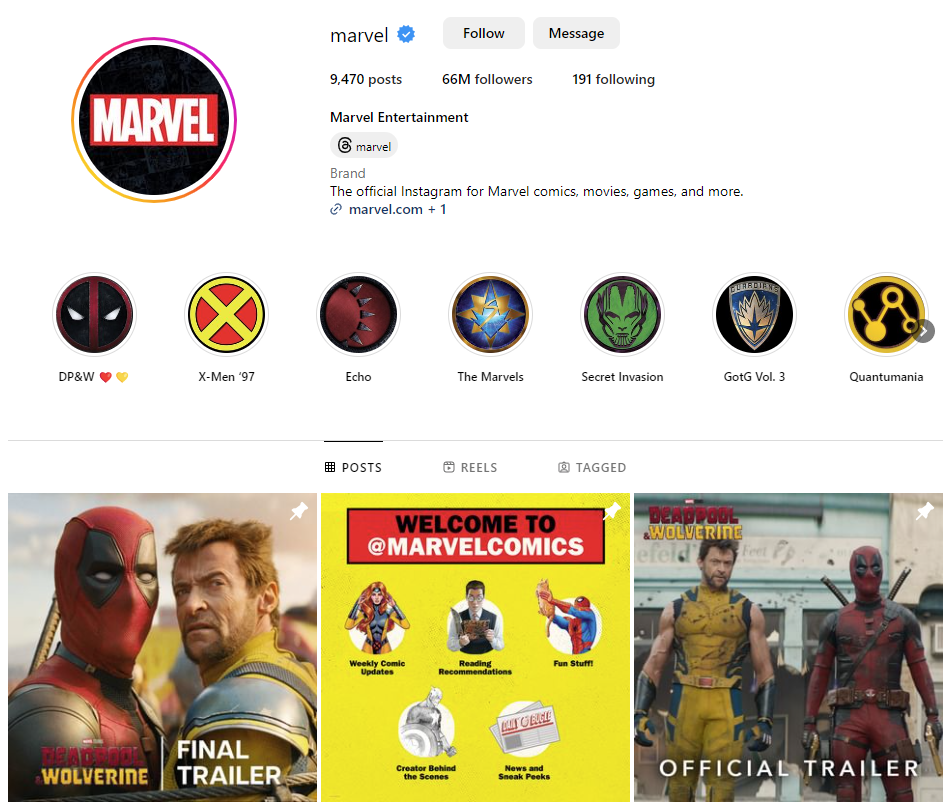 marvel
Follow
Message
9,470 posts
66M followers
191 following
Marvel Entertainment
marvel
Brand
The official Instagram for Marvel comics, movies, games, and more.
marvel.com + 1
MARVEL
DP&W ❤️ 💛
X-Men ‘97
Echo
The Marvels
Secret Invasion
GUARDIANS
GotG Vol. 3
Quantumania
POSTS
REELS
TAGGED
DEADPOOL
& WOLVERINE
FINAL
TRAILER
WELCOME TO
@MARVELCOMICS
Weekly Comic
Updates
Reading
Recommendations
Fun Stuff!
DAILY BUGLE
Creator Behind
the Scenes
News and
Sneak Peeks
DEADPOOL
& WOLVERINE
Feet
OFFICIAL TRAILER